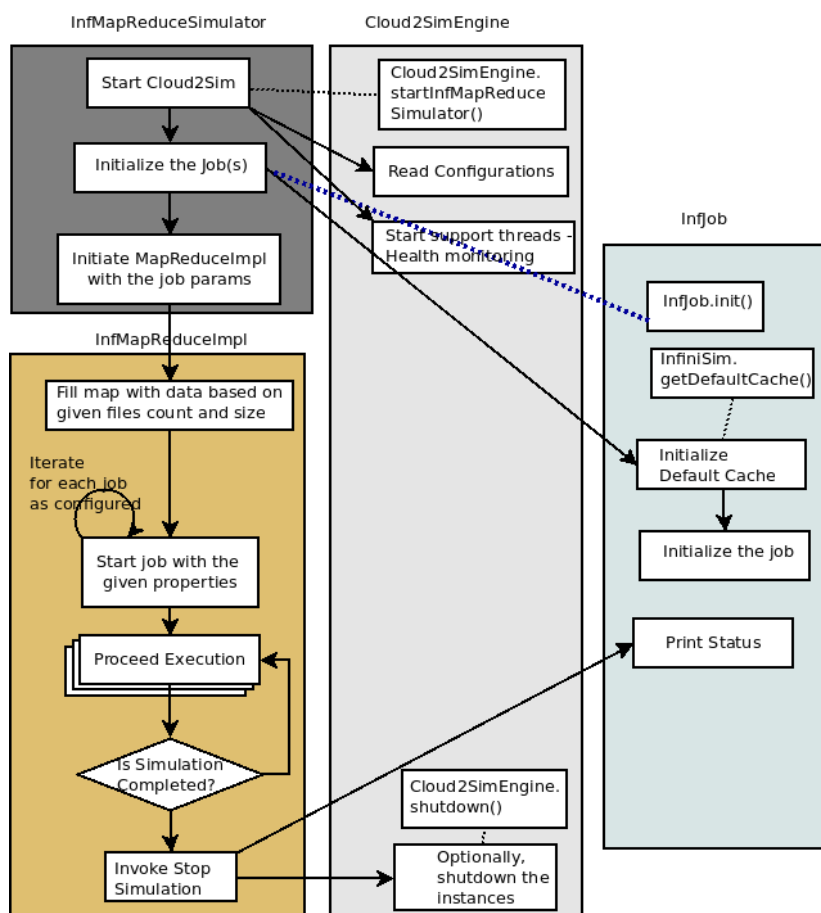 InfMapReduceSimulator
Cloud2SimEngine
Start Cloud2Sim
Cloud2SimEngine.
startInfMapReduce
Simulator()
Initialize the Job(s)
Read Configurations
InfJob
Start support threads -
Health monitoring
Initiate MapReduceImpl
with the job params
InfJob.init()
InfMapReduceImpl
InfiniSim.
getDefaultCache()
Fill map with data based on
given files count and size
Iterate
for each job
as configured
Initialize
Default Cache
Start job with the
given properties
Initialize the job
Proceed Execution
Print Status
Is Simulation
Completed?
Cloud2SimEngine.
shutdown()
Invoke Stop
Simulation
Optionally,
shutdown the
instances